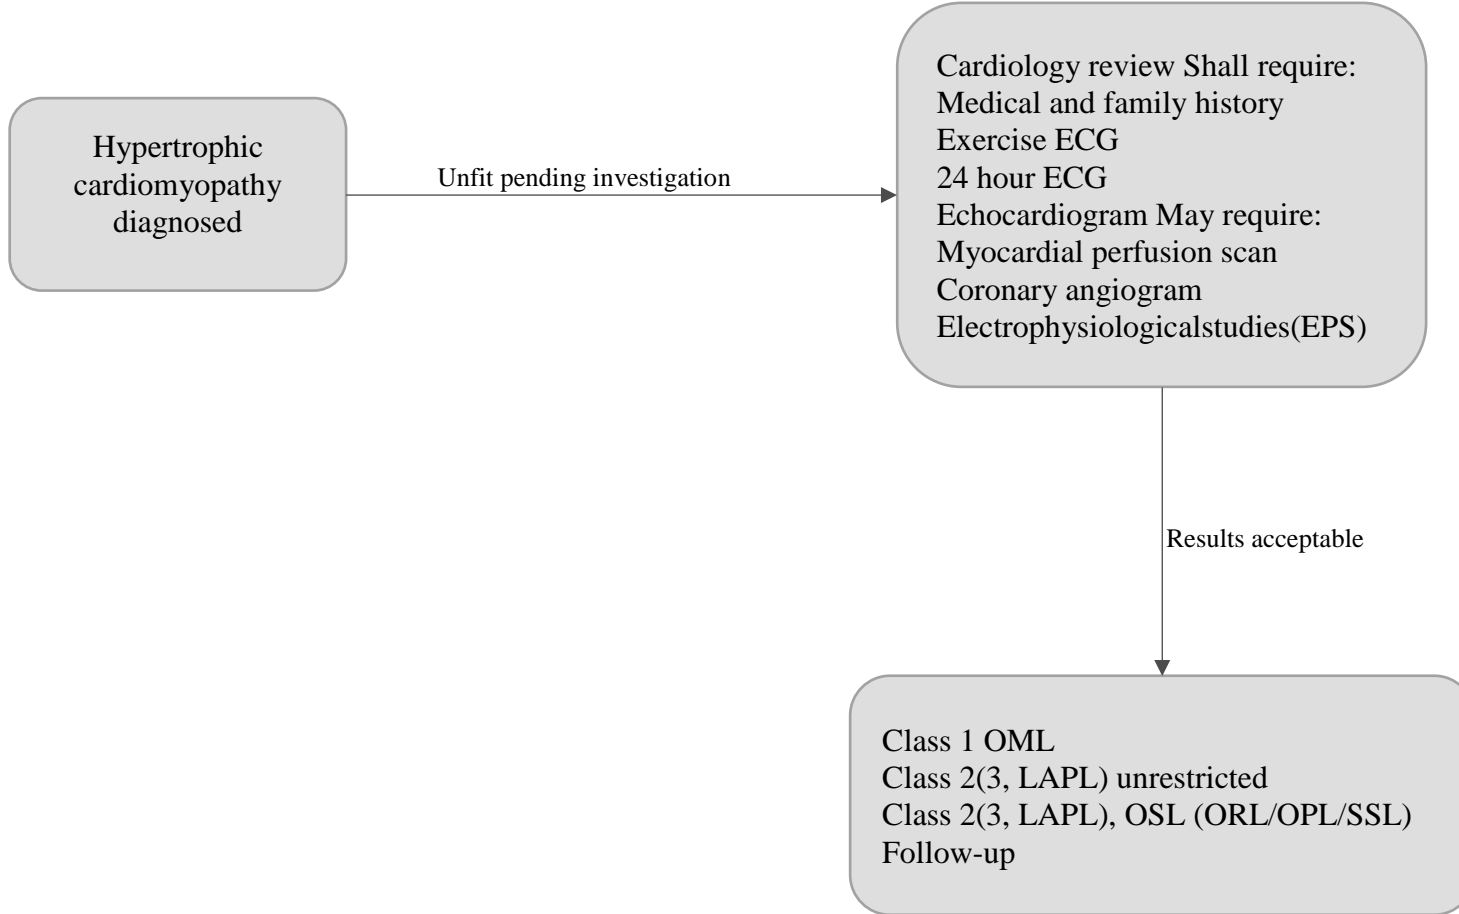 Hypertrophic
cardiomyopathy
diagnosed
Unfit pending investigation
Cardiology review Shall require:
Medical and family history
Exercise ECG
24 hour ECG
Echocardiogram May require:
Myocardial perfusion scan
Coronary angiogram
Electrophysiologicalstudies(EPS)
Results acceptable
Class 1 OML
Class 2(3, LAPL) unrestricted
Class 2(3, LAPL), OSL (ORL/OPL/SSL)
Follow-up